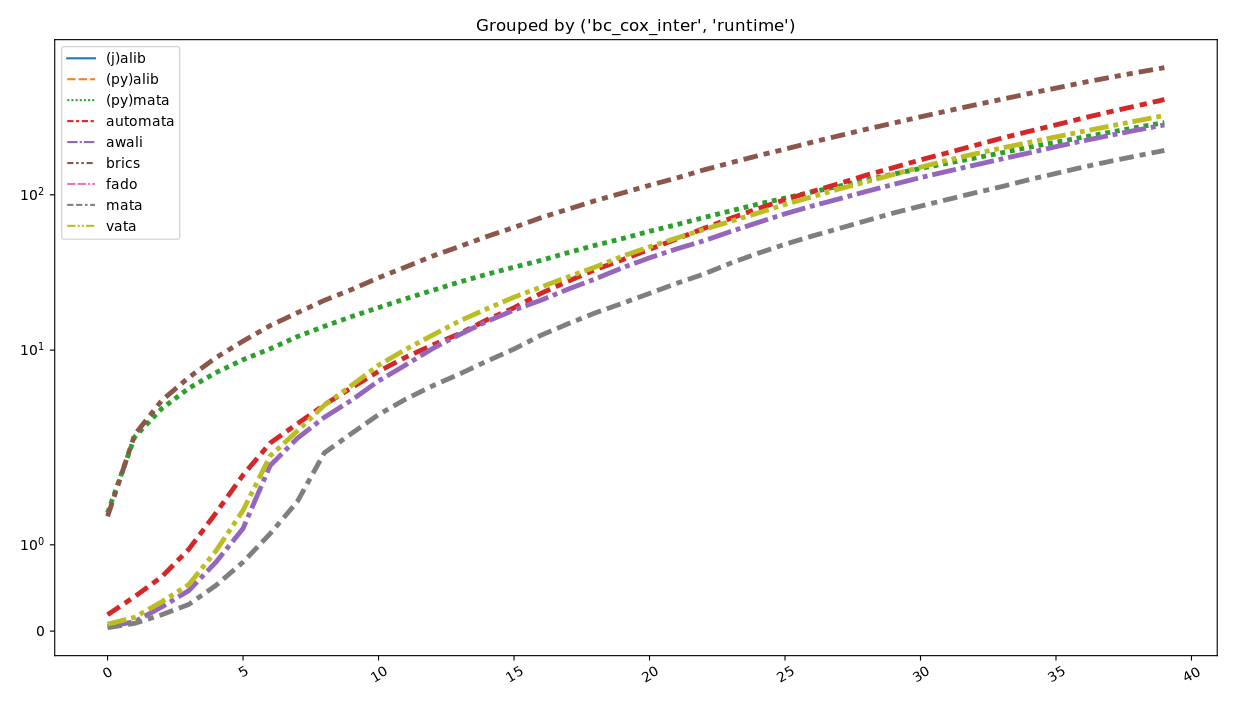 Grouped by ('bc_cox_inter', 'runtime')
(j)alib
(py)alib
(py)mata
automata
awali
brics
fado
mata
vata
10²
10¹
10⁰
0
0
5
10
15
20
25
30
35
40